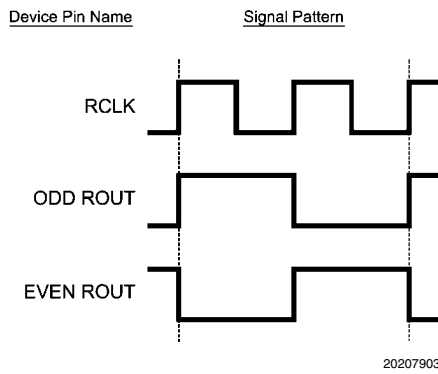 Device Pin Name Signal Pattern
RCLK
ODD ROUT
EVEN ROUT
20207903